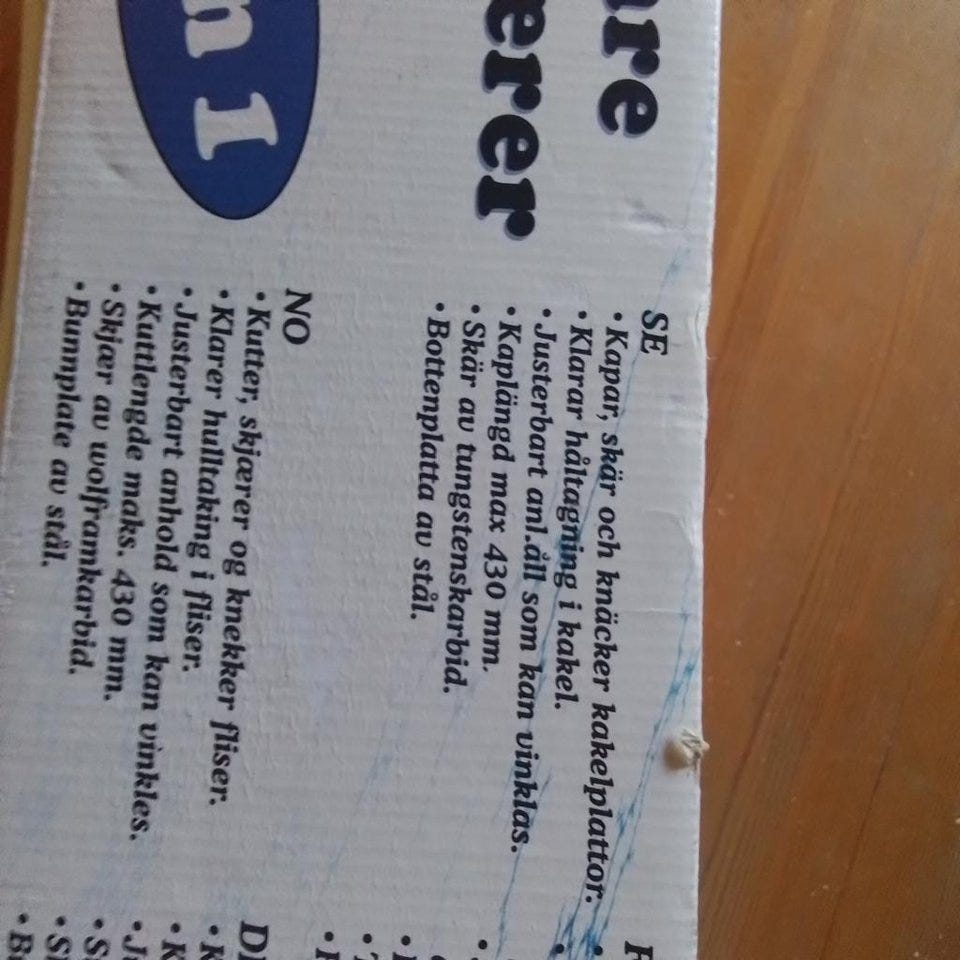 are
erer
n 1
SE
• Kapar, skär och knäcker kakelplattor.
• Klarar håltagning i kakel.
• Justerbart anl.åll som kan vinklas.
• Kaplängd max 430 mm.
• Skär av tungstenskarbid.
• Bottenplatta av stål.
NO
• Kutter, skjærer og knekker fliser.
• Klarer hulltaking i fliser.
• Justerbart anhold som kan vinkles.
• Kuttlengde maks. 430 mm.
• Skjær av wolframkarbid.
• Bunnplate av stål.